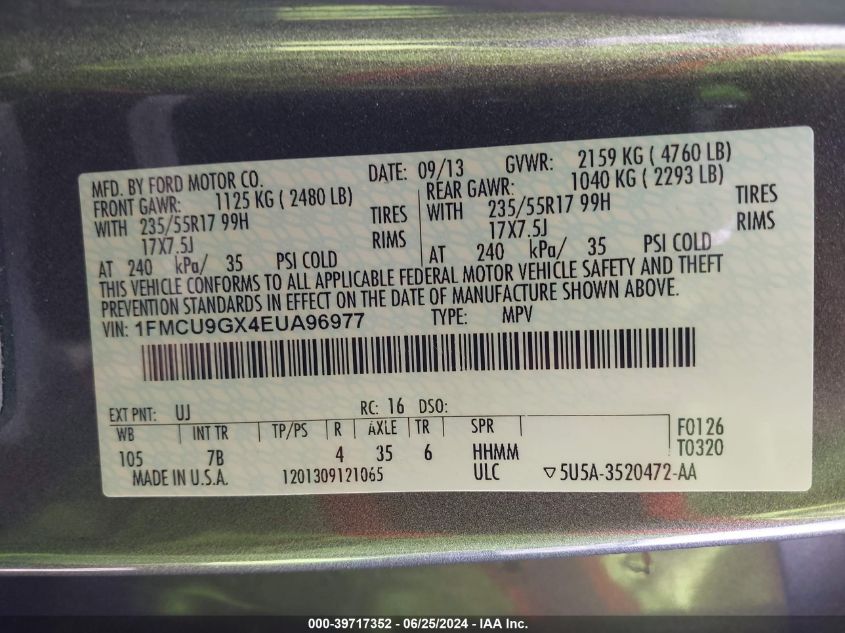 MFD. BY FORD MOTOR CO. DATE: 09/13 GVWR: 2159 KG ( 4760 LB)
FRONT GAWR: 1125 KG ( 2480 LB) REAR GAWR: 1040 KG ( 2293 LB)
WITH 235/55R17 99H TIRES WITH 235/55R17 99H TIRES
17X7.5J RIMS 17X7.5J RIMS
AT 240 kPa/ 35 PSI COLD AT 240 kPa/ 35 PSI COLD
THIS VEHICLE CONFORMS TO ALL APPLICABLE FEDERAL MOTOR VEHICLE SAFETY AND THEFT
PREVENTION STANDARDS IN EFFECT ON THE DATE OF MANUFACTURE SHOWN ABOVE.
VIN: 1FMCU9GX4EUA96977 TYPE: MPV
EXT PNT: UJ RC: 16 DSO:
WB INT TR TP/PS R AXLE TR SPR F0126
105 7B 4 35 6 HHMM T0320
MADE IN U.S.A. 1201309121065 ULC ▽5U5A-3520472-AA
000-39717352 - 06/25/2024 - IAA Inc.